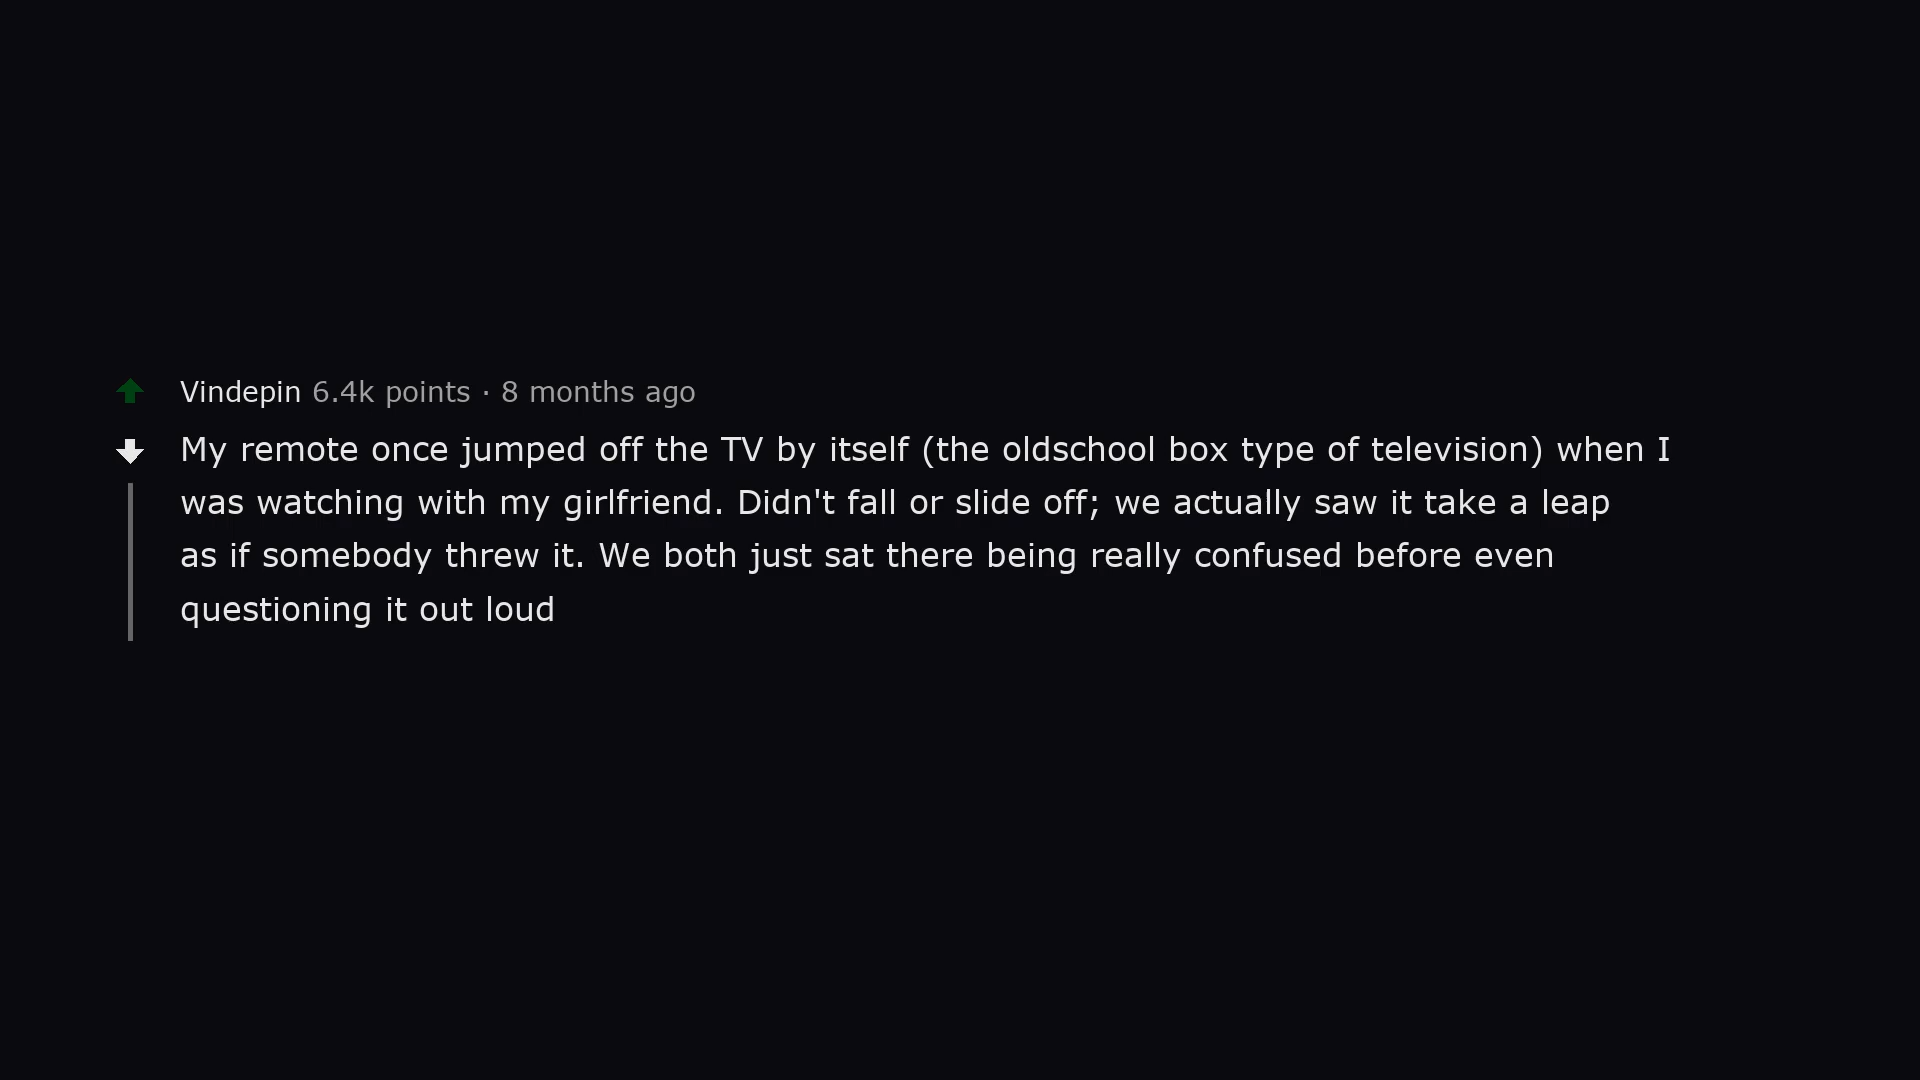 Vindepin 6.4k points · 8 months ago
My remote once jumped off the TV by itself (the oldschool box type of television) when I
was watching with my girlfriend. Didn't fall or slide off; we actually saw it take a leap
as if somebody threw it. We both just sat there being really confused before even
questioning it out loud